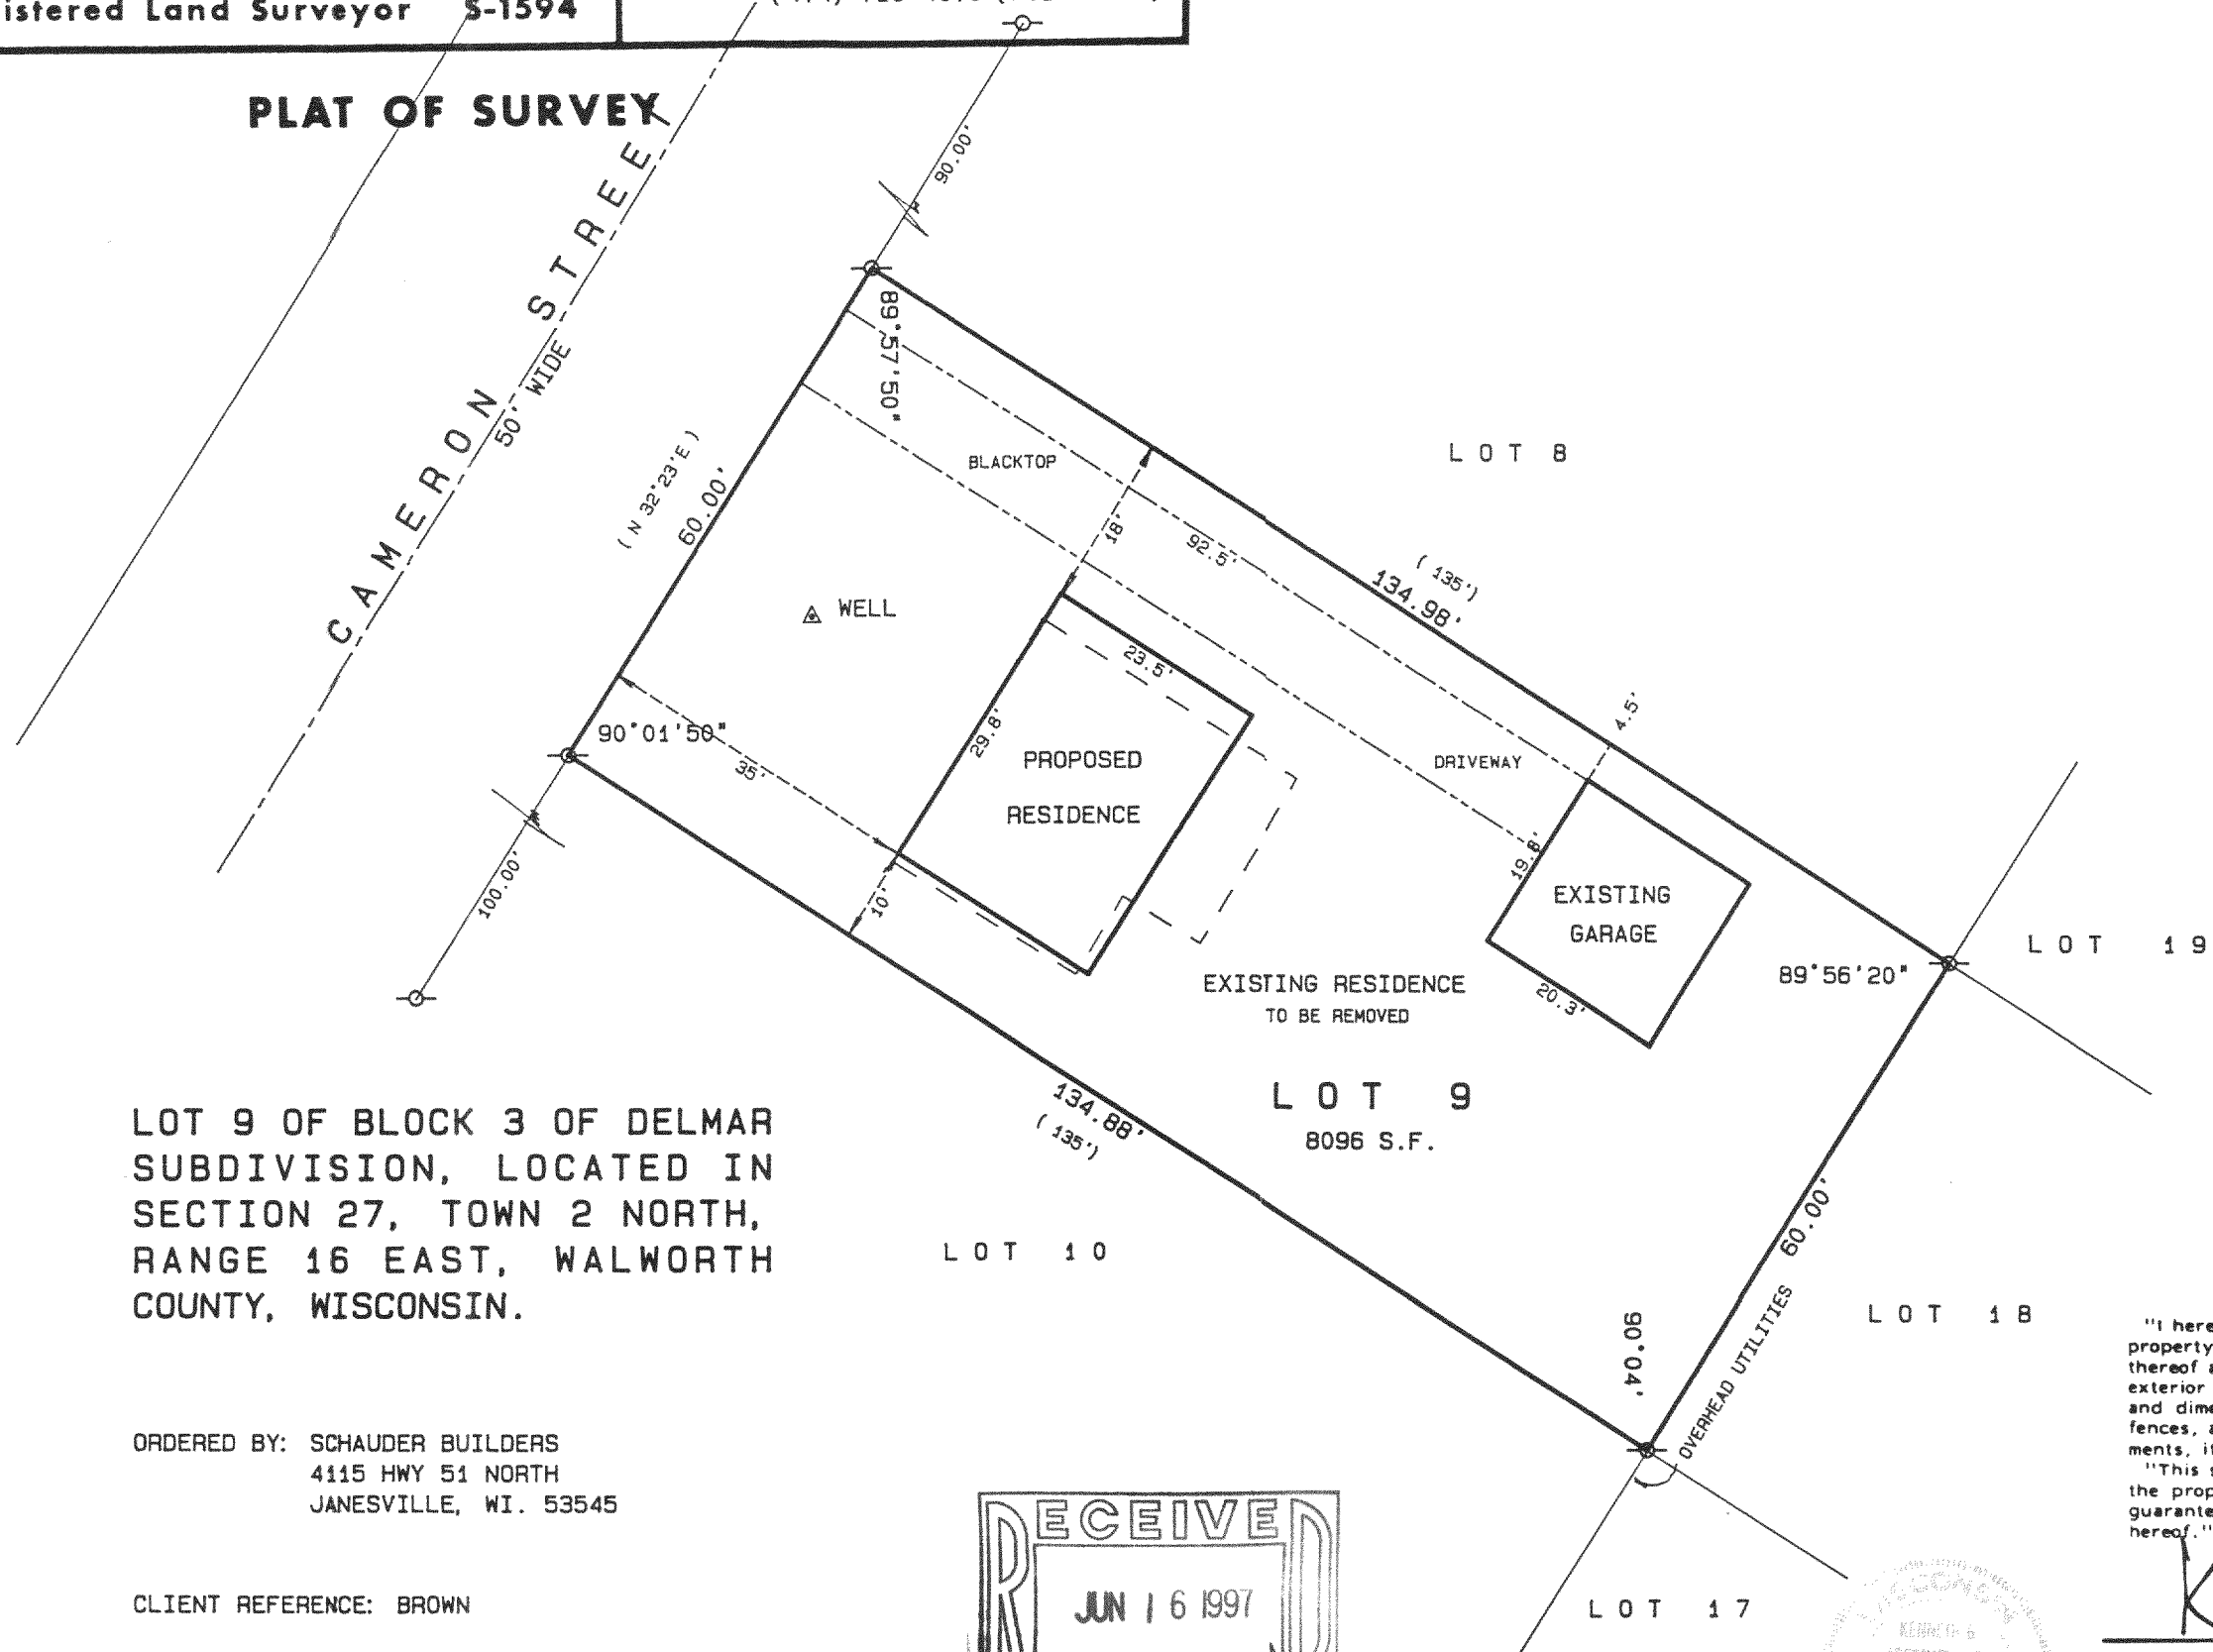 istered Land Surveyor S-1594
PLAT OF SURVEY
CAMERON STREET
50' WIDE
90.00'
89°57'50"
( N 32°23'E )
60.00'
BLACKTOP
18'
92.5'
( 135')
134.98'
LOT 8
WELL
23.5'
29.8'
PROPOSED
RESIDENCE
90°01'50"
35'
10'
100.00'
DRIVEWAY
4.5'
19.8'
EXISTING
GARAGE
20.3'
89°56'20"
LOT 19
EXISTING RESIDENCE
TO BE REMOVED
LOT 9
8096 S.F.
134.88'
( 135')
60.00'
OVERHEAD UTILITIES
90°04'
LOT 10
LOT 18
LOT 17
LOT 9 OF BLOCK 3 OF DELMAR
SUBDIVISION, LOCATED IN
SECTION 27, TOWN 2 NORTH,
RANGE 16 EAST, WALWORTH
COUNTY, WISCONSIN.
ORDERED BY: SCHAUDER BUILDERS
4115 HWY 51 NORTH
JANESVILLE, WI. 53545
CLIENT REFERENCE: BROWN
RECEIVED
JUN 16 1997
"I here
property
thereof
exterior
and dime
fences,
ments, i
"This
the prop
guarante
hereof."
WISCONSIN
KENNETH